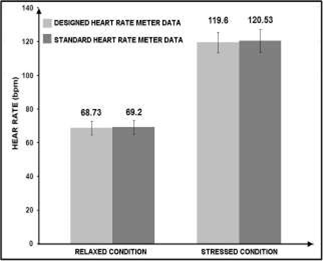 DESIGNED HEART RATE METER DATA
STANDARD HEART RATE METER DATA
HEAR RATE (bpm)
140
120
100
80
60
40
20
0
68.73
69.2
119.6
120.53
RELAXED CONDITION
STRESSED CONDITION